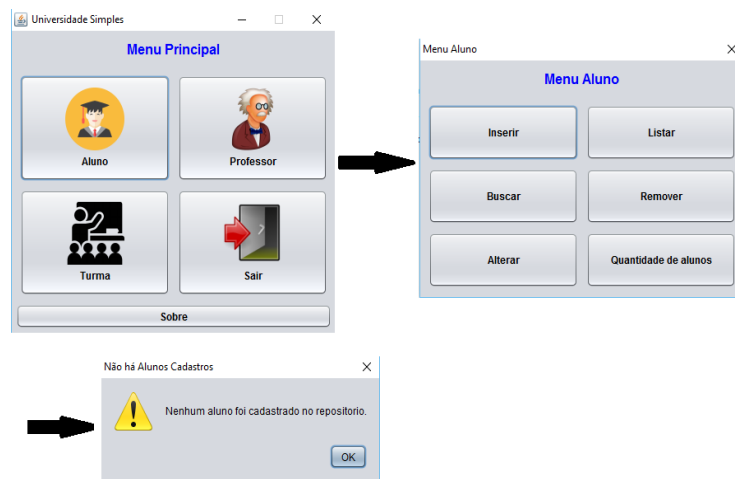 Universidade Simples
Menu Principal
Aluno
Professor
Turma
Sair
Sobre
Menu Aluno
Menu Aluno
Inserir
Listar
Buscar
Remover
Alterar
Quantidade de alunos
Não há Alunos Cadastros
Nenhum aluno foi cadastrado no repositorio.
OK